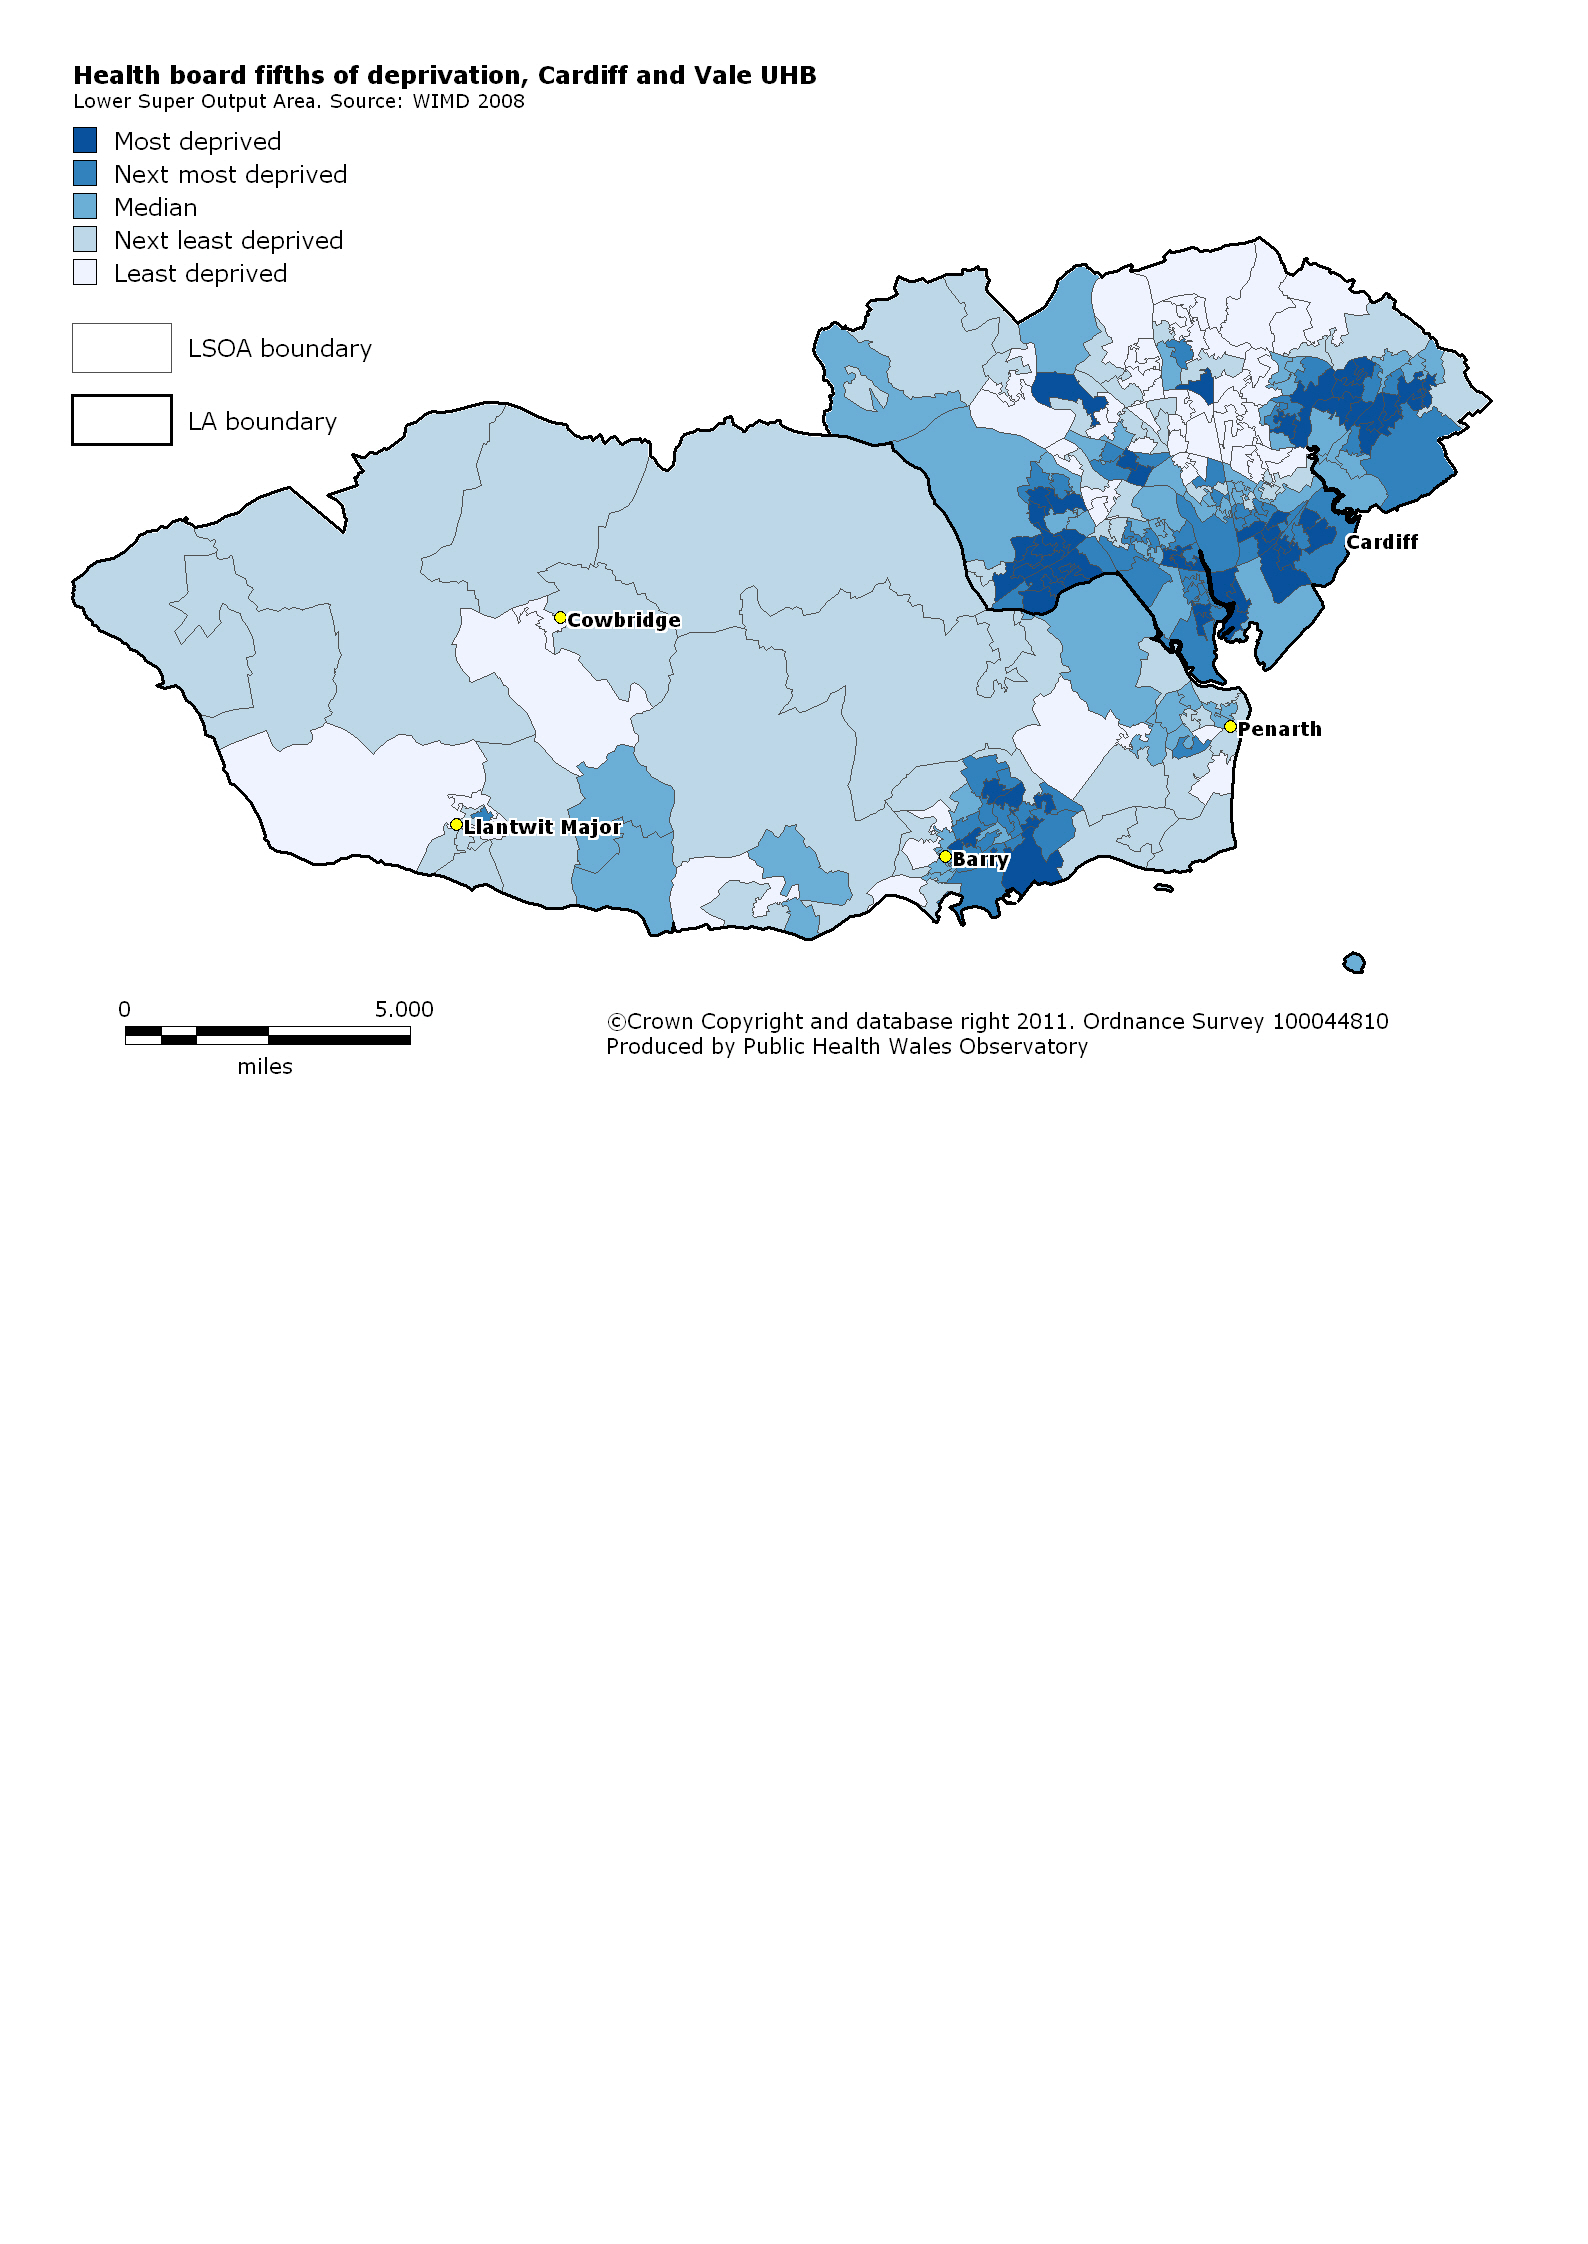 Health board fifths of deprivation, Cardiff and Vale UHB
Lower Super Output Area. Source: WIMD 2008
Most deprived
Next most deprived
Median
Next least deprived
Least deprived
LSOA boundary
LA boundary
Cardiff
Cowbridge
Penarth
Llantwit Major
Barry
0 5.000
miles
©Crown Copyright and database right 2011. Ordnance Survey 100044810
Produced by Public Health Wales Observatory